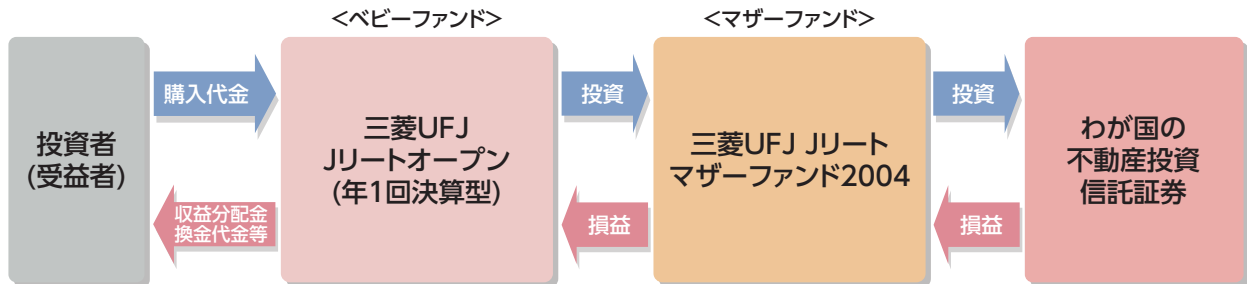 <ベビーファンド>
<マザーファンド>
投資者
(受益者)
購入代金
収益分配金
換金代金等
三菱UFJ
Jリートオープン
(年1回決算型)
投資
損益
三菱UFJ Jリート
マザーファンド2004
投資
損益
わが国の
不動産投資
信託証券